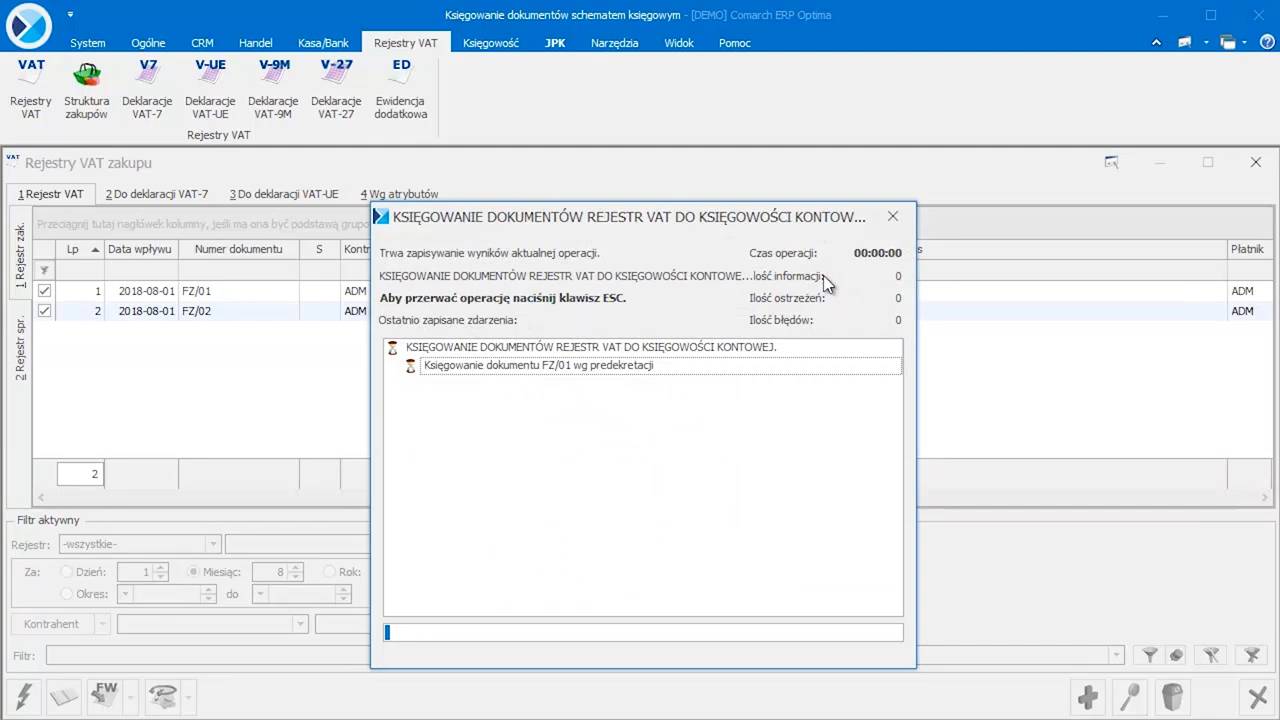 Księgowanie dokumentów schematem księgowym - [DEMO] Comarch ERP Optima
System Ogólne CRM Handel Kasa/Bank Rejestry VAT Księgowość JPK Narzędzia Widok Pomoc
VAT V7 V-UE V-9M V-27 ED
Rejestry VAT
Struktura zakupów
Deklaracje VAT-7
Deklaracje VAT-UE
Deklaracje VAT-9M
Deklaracje VAT-27
Ewidencja dodatkowa
Rejestry VAT
VAT Rejestry VAT zakupu
1 Rejestr VAT 2 Do deklaracji VAT-7 3 Do deklaracji VAT-UE 4 Wg atrybutów
1 Rejestr zak.
2 Rejestr spr.
Przeciągnij tutaj nagłówek kolumny, jeśli ma ona być podstawą grupo
Lp Data wpływu Numer dokumentu S Kontr Płatnik
1 2018-08-01 FZ/01 ADM ADM
2 2018-08-01 FZ/02 ADM ADM
2
KSIĘGOWANIE DOKUMENTÓW REJESTR VAT DO KSIĘGOWOŚCI KONTOW...
Trwa zapisywanie wyników aktualnej operacji. Czas operacji: 00:00:00
KSIĘGOWANIE DOKUMENTÓW REJESTR VAT DO KSIĘGOWOŚCI KONTOWE... Ilość informacji: 0
Aby przerwać operację naciśnij klawisz ESC. Ilość ostrzeżeń: 0
Ostatnio zapisane zdarzenia: Ilość błędów: 0
KSIĘGOWANIE DOKUMENTÓW REJESTR VAT DO KSIĘGOWOŚCI KONTOWEJ.
Księgowanie dokumentu FZ/01 wg predekretacji
Filtr aktywny
Rejestr: -wszystkie-
Za: Dzień: 1 Miesiąc: 8 Rok:
Okres: do
Kontrahent
Filtr:
FW